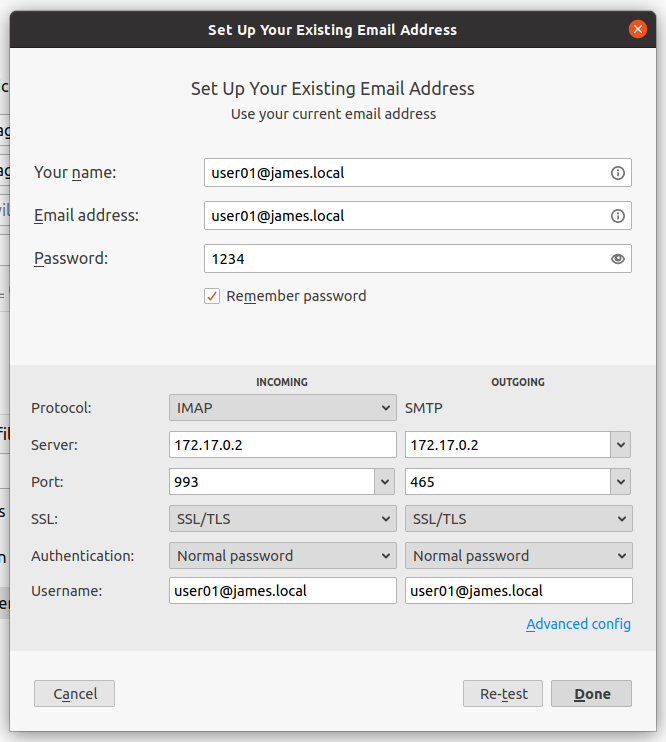 Set Up Your Existing Email Address
Set Up Your Existing Email Address
Use your current email address
Your name: user01@james.local
Email address: user01@james.local
Password: 1234
Remember password
INCOMING OUTGOING
Protocol: IMAP SMTP
Server: 172.17.0.2 172.17.0.2
Port: 993 465
SSL: SSL/TLS SSL/TLS
Authentication: Normal password Normal password
Username: user01@james.local user01@james.local
Advanced config
Cancel Re-test Done